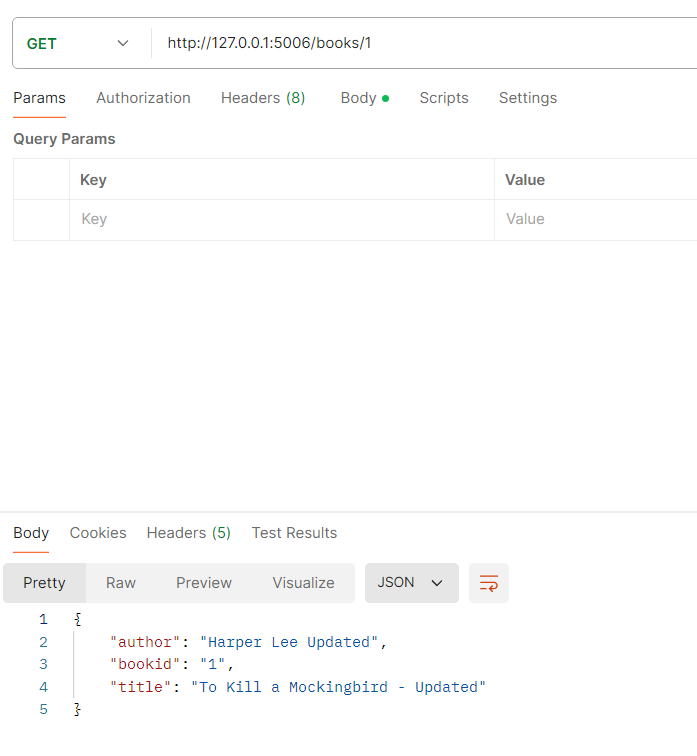 GET http://127.0.0.1:5006/books/1
Params Authorization Headers (8) Body Scripts Settings
Query Params
Key Value
Key Value
Body Cookies Headers (5) Test Results
Pretty Raw Preview Visualize JSON
1 {
2 "author": "Harper Lee Updated",
3 "bookid": "1",
4 "title": "To Kill a Mockingbird - Updated"
5 }